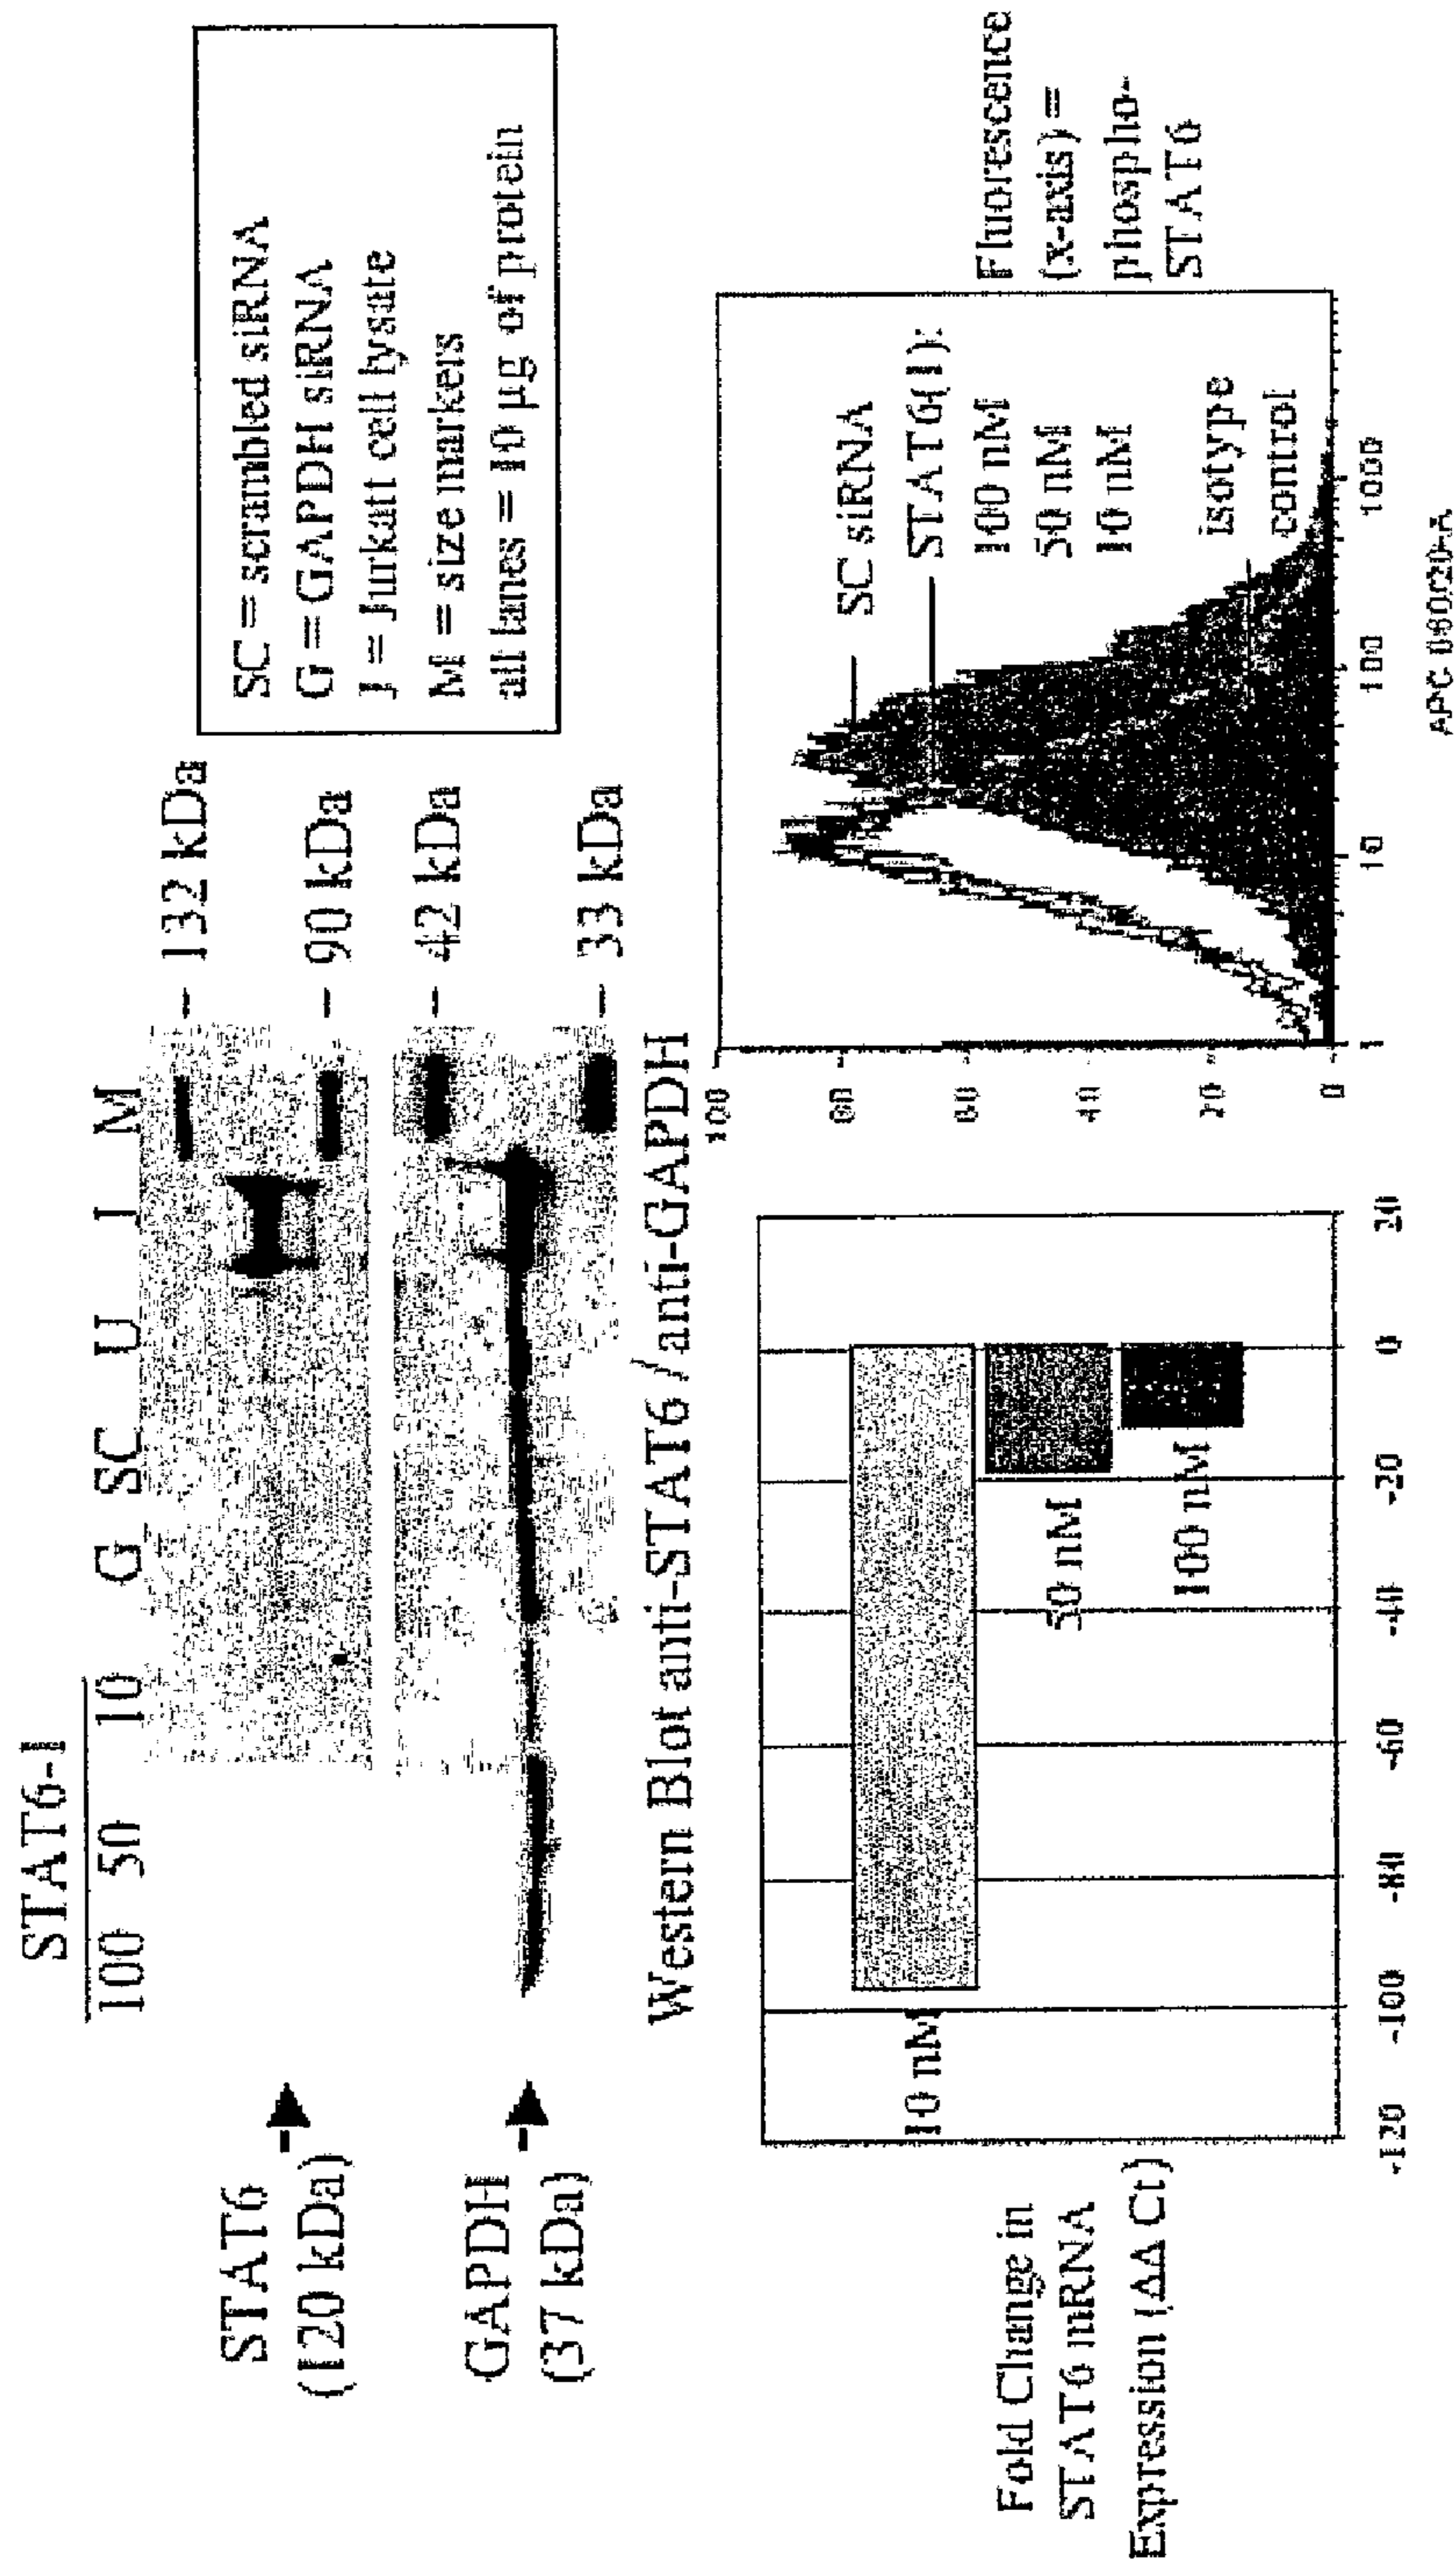 STAT6-I
100 50 10 G SC U J M
STAT6
(120 kDa)
GAPDH
(37 kDa)
– 132 kDa
– 90 kDa
– 42 kDa
– 33 kDa
SC = scrambled siRNA
G = GAPDH siRNA
J = Jurkatt cell lysate
M = size markers
all lanes = 10 µg of protein
Western Blot anti-STAT6 / anti-GAPDH
Fold Change in
STAT6 mRNA
Expression (ΔΔ Ct)
10 nM
50 nM
100 nM
-120 -100 -80 -60 -40 -20 0 20
100
80
60
40
20
0
1 10 100 1000
SC siRNA
STAT6(I):
100 nM
50 nM
10 nM
isotype
control
Fluorescence
(x-axis) =
phospho-
STAT6